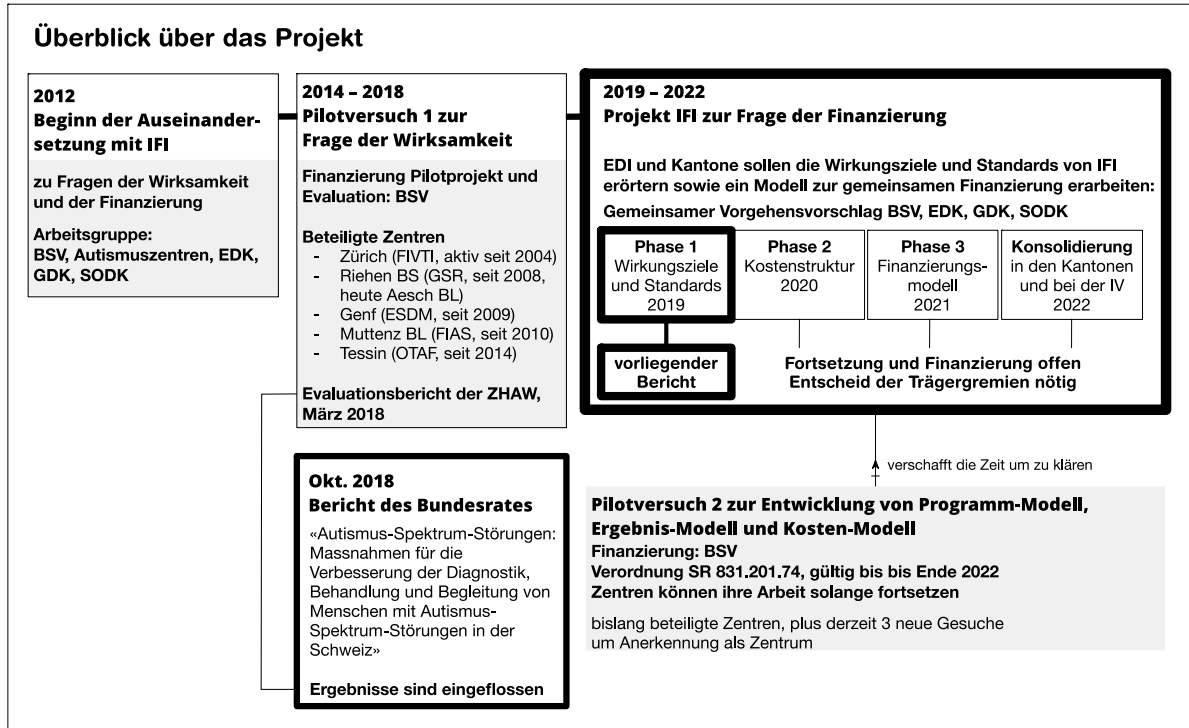 Überblick über das Projekt
2012
Beginn der Auseinander-
setzung mit IFI
zu Fragen der Wirksamkeit
und der Finanzierung
Arbeitsgruppe:
BSV, Autismuszentren, EDK,
GDK, SODK
2014 – 2018
Pilotversuch 1 zur
Frage der Wirksamkeit
Finanzierung Pilotprojekt und
Evaluation: BSV
Beteiligte Zentren
- Zürich (FIVTI, aktiv seit 2004)
- Riehen BS (GSR, seit 2008,
heute Aesch BL)
- Genf (ESDM, seit 2009)
- Muttenz BL (FIAS, seit 2010)
- Tessin (OTAF, seit 2014)
Evaluationsbericht der ZHAW,
März 2018
Okt. 2018
Bericht des Bundesrates
«Autismus-Spektrum-Störungen:
Massnahmen für die
Verbesserung der Diagnostik,
Behandlung und Begleitung von
Menschen mit Autismus-
Spektrum-Störungen in der
Schweiz»
Ergebnisse sind eingeflossen
2019 – 2022
Projekt IFI zur Frage der Finanzierung
EDI und Kantone sollen die Wirkungsziele und Standards von IFI
erörtern sowie ein Modell zur gemeinsamen Finanzierung erarbeiten:
Gemeinsamer Vorgehensvorschlag BSV, EDK, GDK, SODK
Phase 1
Wirkungsziele
und Standards
2019
Phase 2
Kostenstruktur
2020
Phase 3
Finanzierungs-
modell
2021
Konsolidierung
in den Kantonen
und bei der IV
2022
vorliegender
Bericht
Fortsetzung und Finanzierung offen
Entscheid der Trägergremien nötig
verschafft die Zeit um zu klären
Pilotversuch 2 zur Entwicklung von Programm-Modell,
Ergebnis-Modell und Kosten-Modell
Finanzierung: BSV
Verordnung SR 831.201.74, gültig bis bis Ende 2022
Zentren können ihre Arbeit solange fortsetzen
bislang beteiligte Zentren, plus derzeit 3 neue Gesuche
um Anerkennung als Zentrum